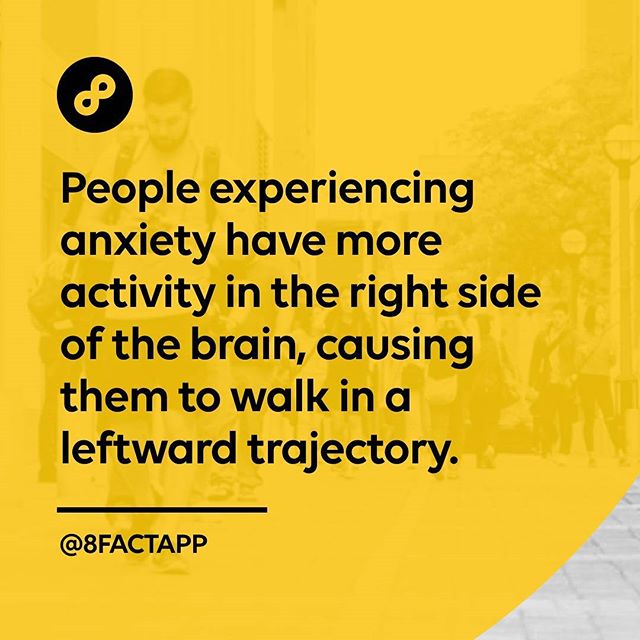 People experiencing
anxiety have more
activity in the right side
of the brain, causing
them to walk in a
leftward trajectory.
@8FACTAPP